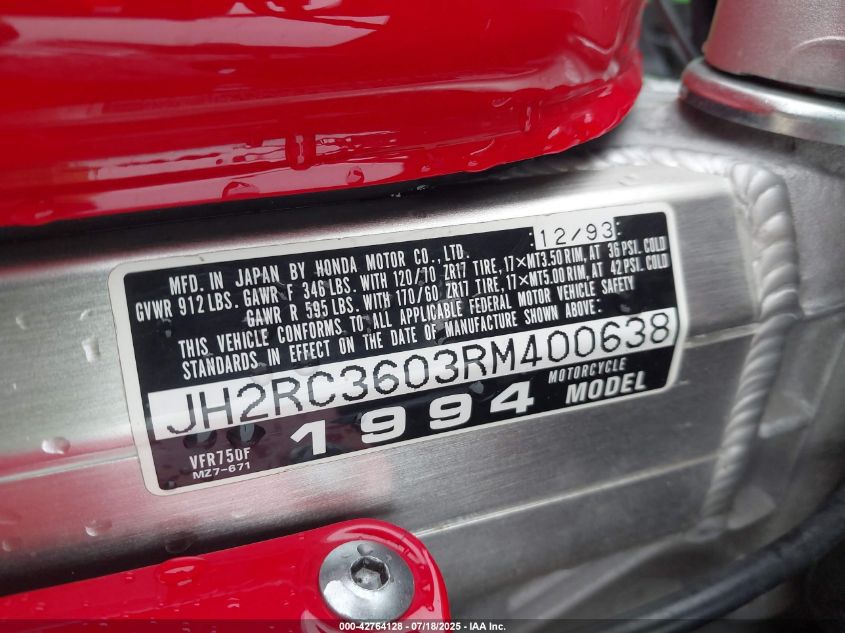 12/93
MFD. IN JAPAN BY HONDA MOTOR CO., LTD.
GVWR 912 LBS. GAWR F 346 LBS. WITH 120/70 ZR17 TIRE, 17×MT3.50 RIM, AT 36 PSI. COLD
GAWR R 595 LBS. WITH 170/60 ZR17 TIRE, 17×MT5.00 RIM, AT 42 PSI. COLD
THIS VEHICLE CONFORMS TO ALL APPLICABLE FEDERAL MOTOR VEHICLE SAFETY
STANDARDS IN EFFECT ON THE DATE OF MANUFACTURE SHOWN ABOVE:
JH2RC3603RM400638
1994 MOTORCYCLE MODEL
VFR750F
MZ7-671
000-42764128 - 07/18/2025 - IAA Inc.